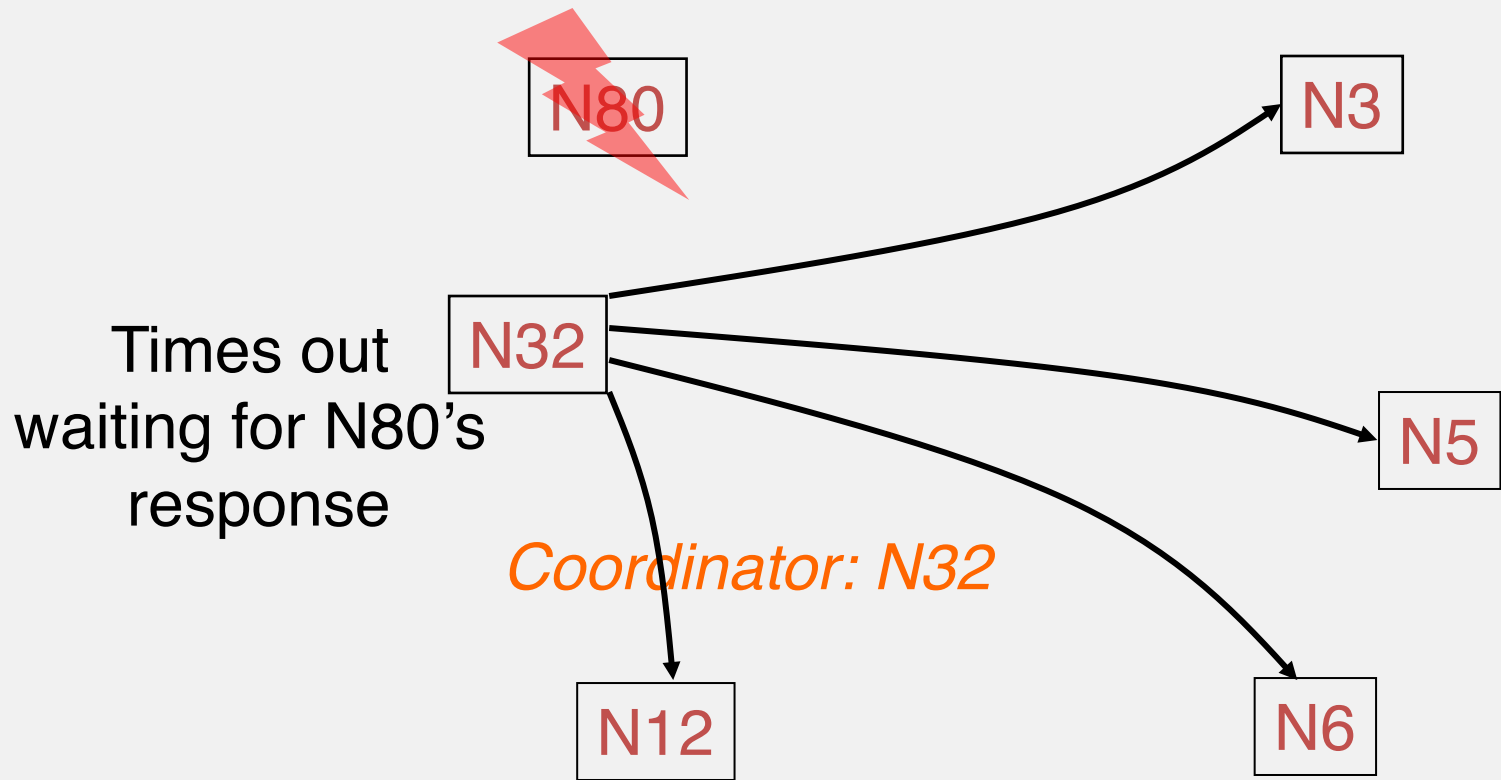 N80
N3
N32
Times out
waiting for N80’s
response
N5
Coordinator: N32
N12
N6